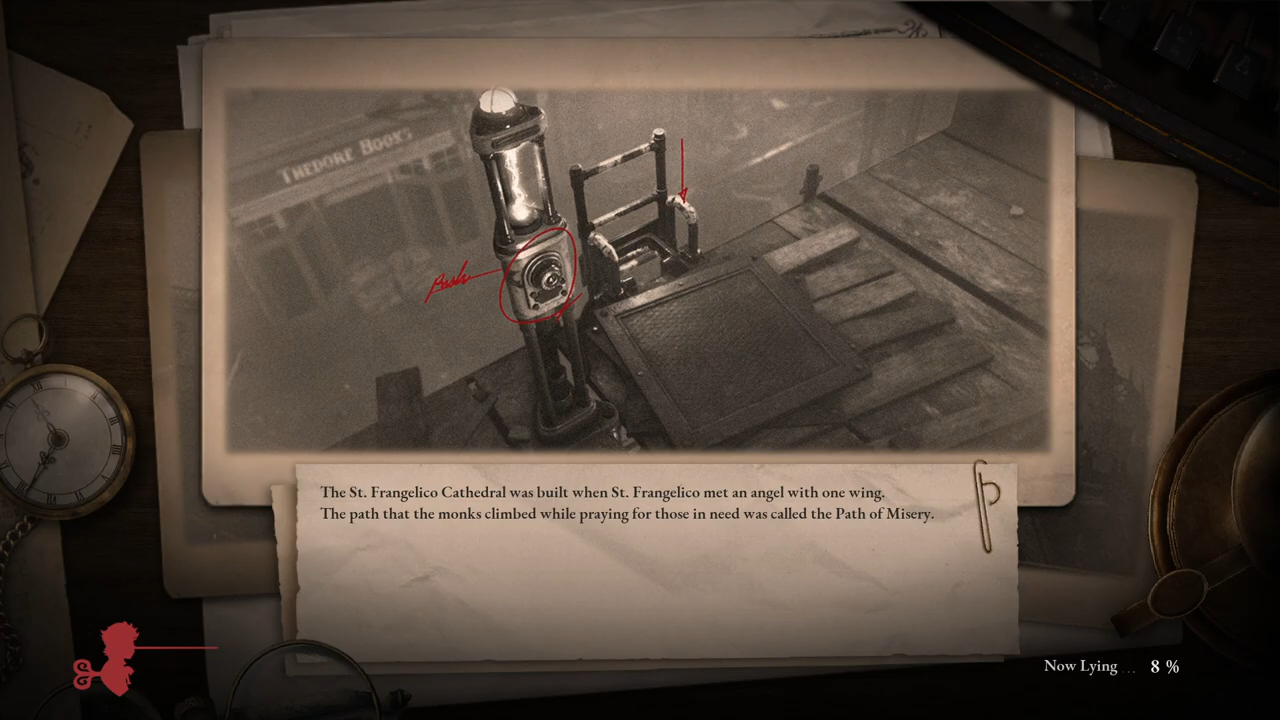 THEDORE BOOKS
Push
The St. Frangelico Cathedral was built when St. Frangelico met an angel with one wing.
The path that the monks climbed while praying for those in need was called the Path of Misery.
Now Lying ... 8 %